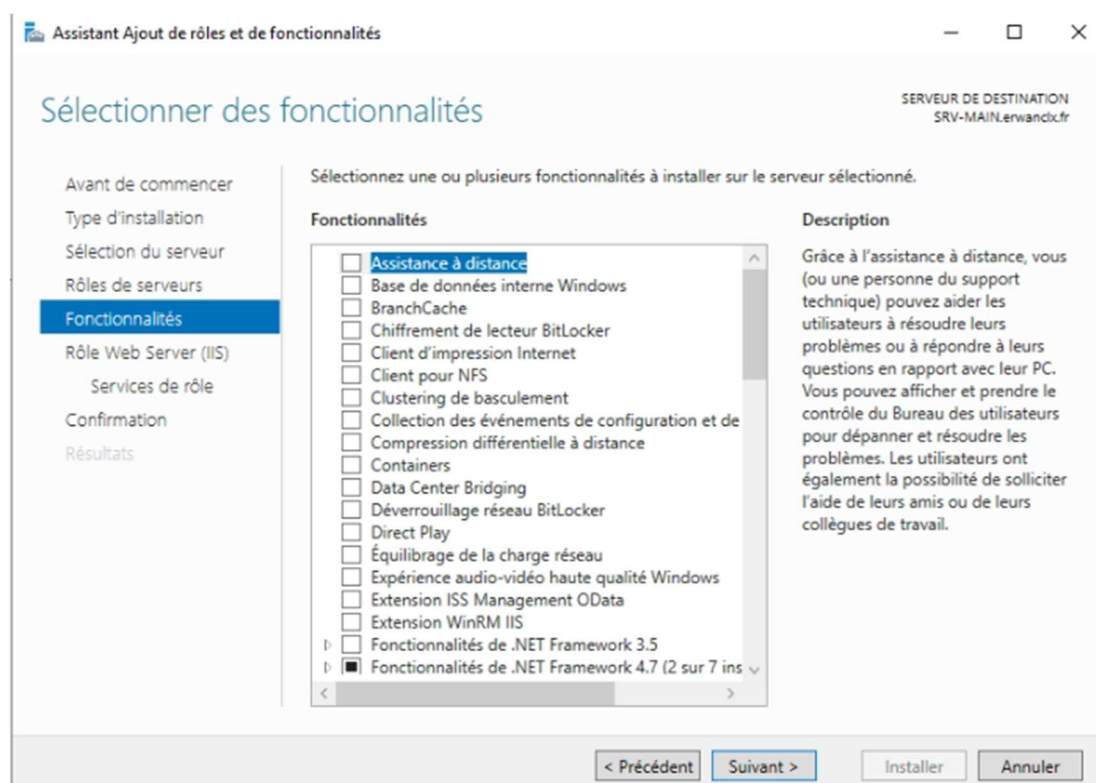 Assistant Ajout de rôles et de fonctionnalités
Sélectionner des fonctionnalités
SERVEUR DE DESTINATION
SRV-MAIN.erwanclx.fr
Avant de commencer
Type d'installation
Sélection du serveur
Rôles de serveurs
Fonctionnalités
Rôle Web Server (IIS)
Services de rôle
Confirmation
Résultats
Sélectionnez une ou plusieurs fonctionnalités à installer sur le serveur sélectionné.
Fonctionnalités
Assistance à distance
Base de données interne Windows
BranchCache
Chiffrement de lecteur BitLocker
Client d'impression Internet
Client pour NFS
Clustering de basculement
Collection des événements de configuration et de
Compression différentielle à distance
Containers
Data Center Bridging
Déverrouillage réseau BitLocker
Direct Play
Équilibrage de la charge réseau
Expérience audio-vidéo haute qualité Windows
Extension ISS Management OData
Extension WinRM IIS
Fonctionnalités de .NET Framework 3.5
Fonctionnalités de .NET Framework 4.7 (2 sur 7 ins
Description
Grâce à l'assistance à distance, vous
(ou une personne du support
technique) pouvez aider les
utilisateurs à résoudre leurs
problèmes ou à répondre à leurs
questions en rapport avec leur PC.
Vous pouvez afficher et prendre le
contrôle du Bureau des utilisateurs
pour dépanner et résoudre les
problèmes. Les utilisateurs ont
également la possibilité de solliciter
l'aide de leurs amis ou de leurs
collègues de travail.
< Précédent
Suivant >
Installer
Annuler